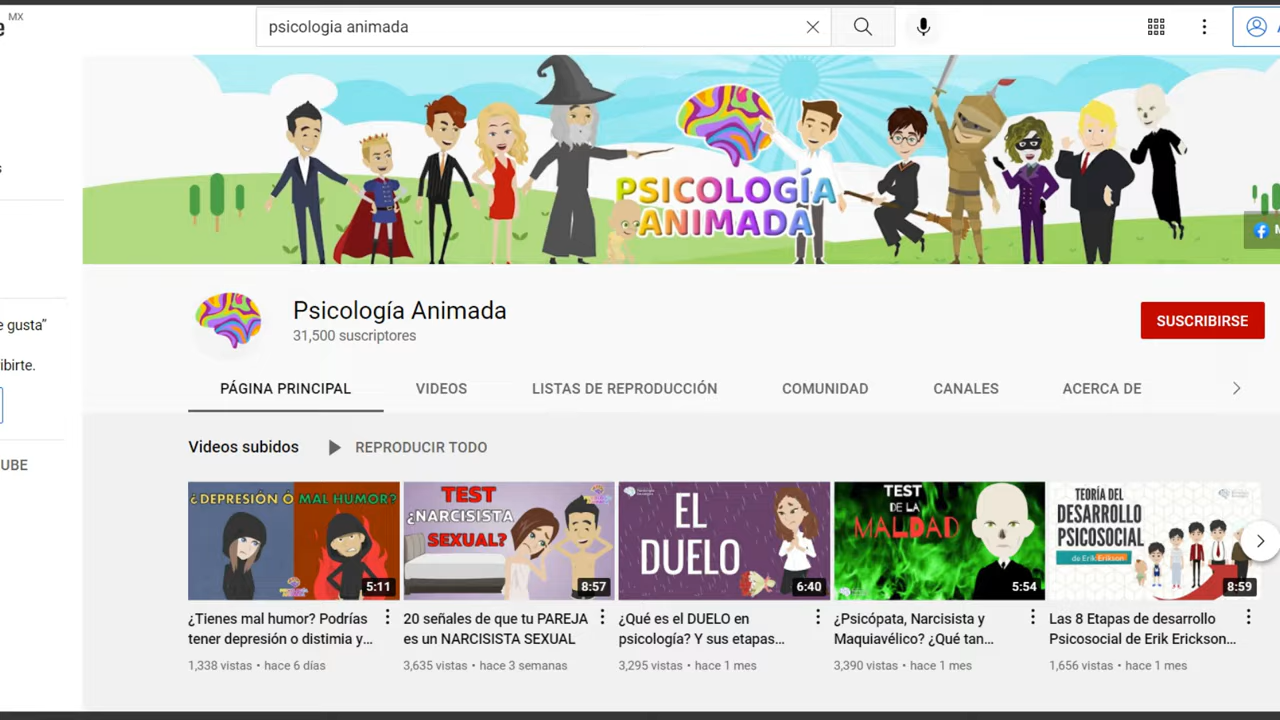 MX
psicologia animada
PSICOLOGÍA
ANIMADA
Psicología Animada
31,500 suscriptores
SUSCRIBIRSE
e gusta”
ibirte.
UBE
PÁGINA PRINCIPAL
VIDEOS
LISTAS DE REPRODUCCIÓN
COMUNIDAD
CANALES
ACERCA DE
Videos subidos
REPRODUCIR TODO
¿DEPRESIÓN Ó MAL HUMOR?
5:11
TEST
¿NARCISISTA
SEXUAL?
8:57
EL
DUELO
6:40
TEST
DE LA
MALDAD
5:54
TEORÍA DEL
DESARROLLO
PSICOSOCIAL
de Erik Erikson
8:59
¿Tienes mal humor? Podrías
tener depresión o distimia y...
1,338 vistas • hace 6 días
20 señales de que tu PAREJA
es un NARCISISTA SEXUAL
3,635 vistas • hace 3 semanas
¿Qué es el DUELO en
psicología? Y sus etapas...
3,295 vistas • hace 1 mes
¿Psicópata, Narcisista y
Maquiavélico? ¿Qué tan...
3,390 vistas • hace 1 mes
Las 8 Etapas de desarrollo
Psicosocial de Erik Erickson...
1,656 vistas • hace 1 mes